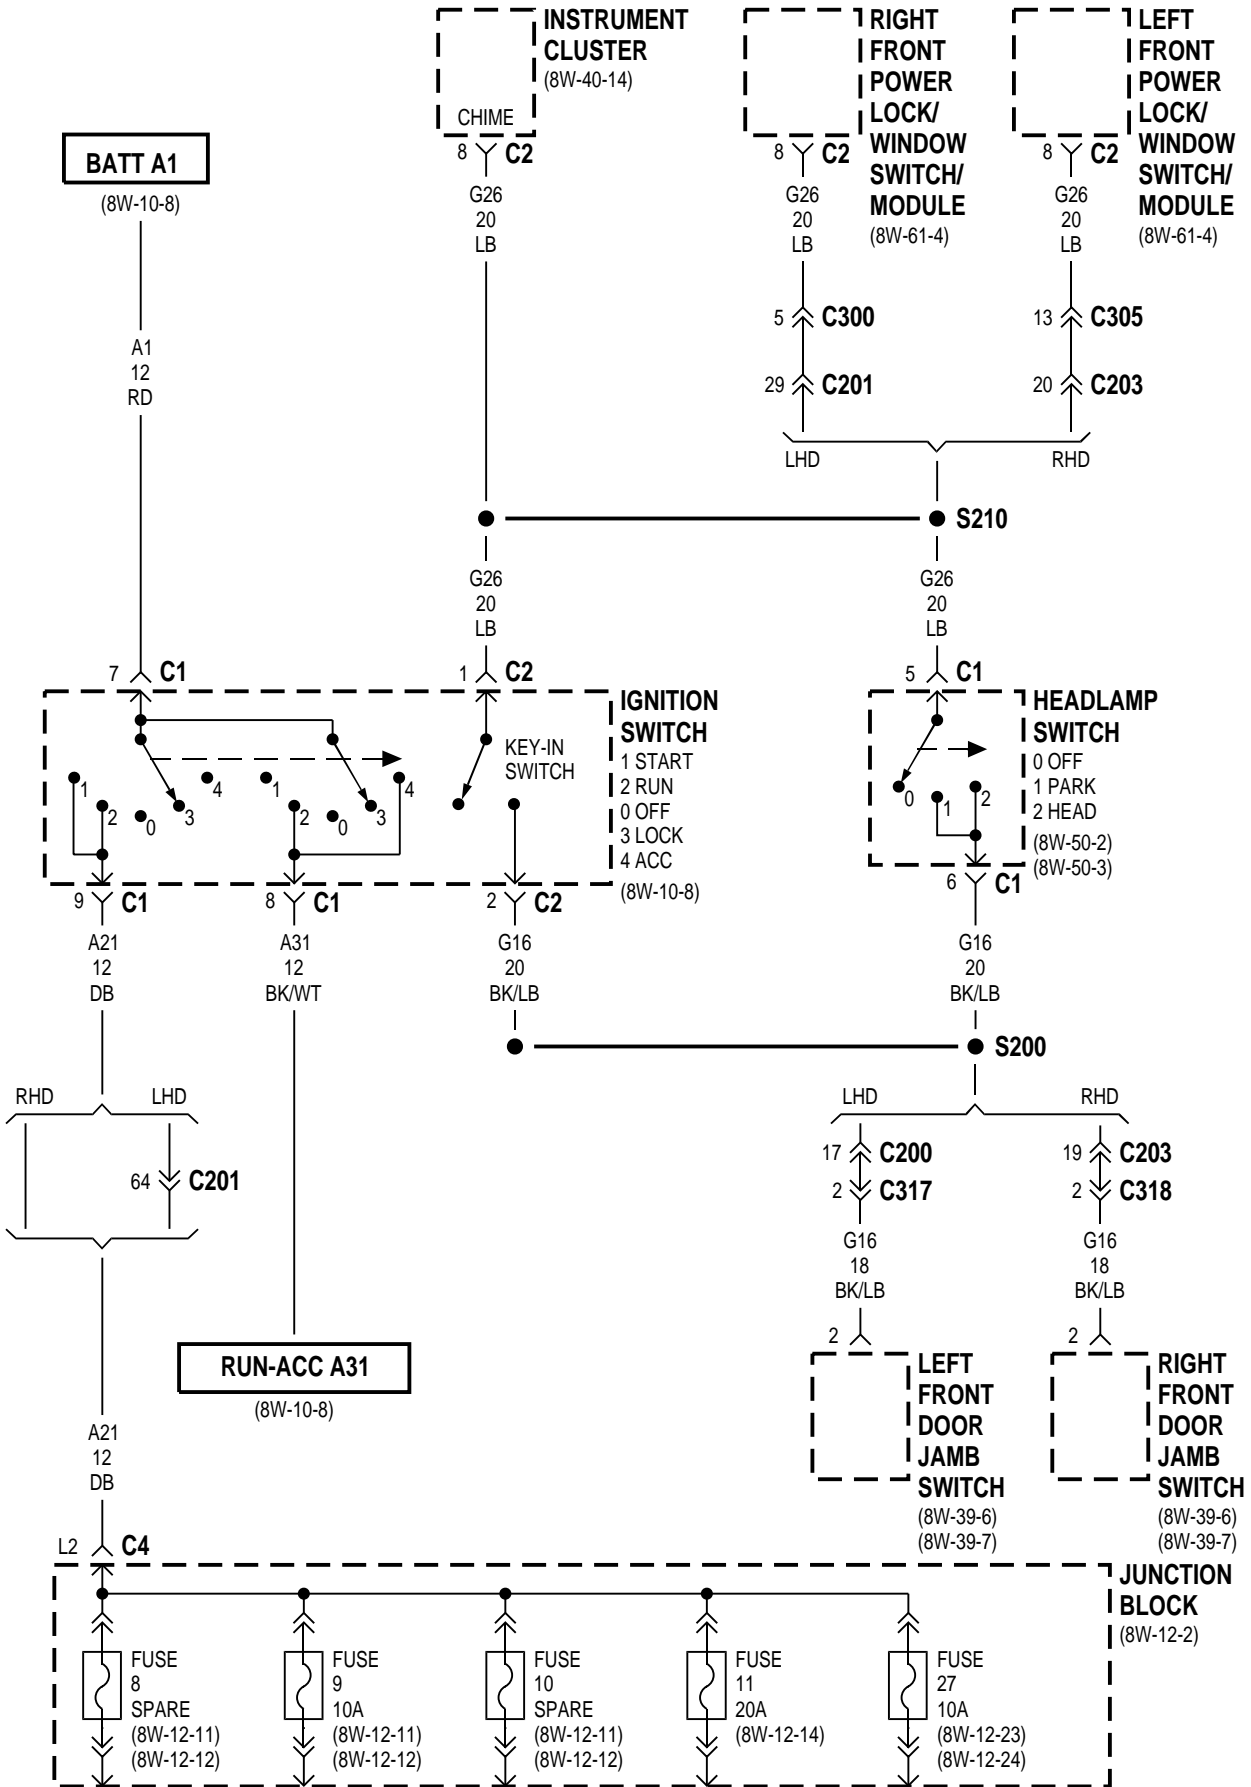 INSTRUMENT
CLUSTER
(8W-40-14)
CHIME
8 C2
G26
20
LB
RIGHT
FRONT
POWER
LOCK/
WINDOW
SWITCH/
MODULE
(8W-61-4)
8 C2
G26
20
LB
5 C300
29 C201
LHD
LEFT
FRONT
POWER
LOCK/
WINDOW
SWITCH/
MODULE
(8W-61-4)
8 C2
G26
20
LB
13 C305
20 C203
RHD
BATT A1
(8W-10-8)
A1
12
RD
S210
G26
20
LB
G26
20
LB
7 C1
1 C2
5 C1
IGNITION
SWITCH
1 START
2 RUN
0 OFF
3 LOCK
4 ACC
(8W-10-8)
KEY-IN
SWITCH
1
2
0
3
4
1
2
0
3
4
HEADLAMP
SWITCH
0 OFF
1 PARK
2 HEAD
(8W-50-2)
(8W-50-3)
0
1
2
9 C1
8 C1
2 C2
6 C1
A21
12
DB
A31
12
BK/WT
G16
20
BK/LB
G16
20
BK/LB
S200
RHD
LHD
64 C201
LHD
RHD
17 C200
2 C317
G16
18
BK/LB
2
19 C203
2 C318
G16
18
BK/LB
2
RUN-ACC A31
(8W-10-8)
LEFT
FRONT
DOOR
JAMB
SWITCH
(8W-39-6)
(8W-39-7)
RIGHT
FRONT
DOOR
JAMB
SWITCH
(8W-39-6)
(8W-39-7)
A21
12
DB
L2 C4
JUNCTION
BLOCK
(8W-12-2)
FUSE
8
SPARE
(8W-12-11)
(8W-12-12)
FUSE
9
10A
(8W-12-11)
(8W-12-12)
FUSE
10
SPARE
(8W-12-11)
(8W-12-12)
FUSE
11
20A
(8W-12-14)
FUSE
27
10A
(8W-12-23)
(8W-12-24)